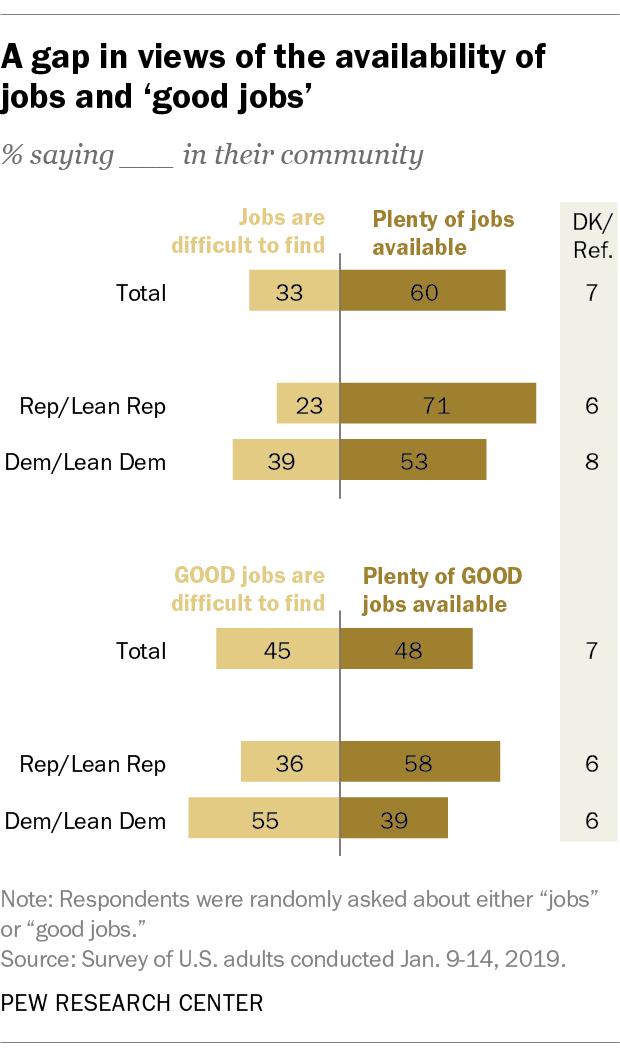 A gap in views of the availability of
jobs and ‘good jobs’
% saying ___ in their community
Jobs are
difficult to find
Plenty of jobs
available
DK/
Ref.
Total 33 60 7
Rep/Lean Rep 23 71 6
Dem/Lean Dem 39 53 8
GOOD jobs are
difficult to find
Plenty of GOOD
jobs available
Total 45 48 7
Rep/Lean Rep 36 58 6
Dem/Lean Dem 55 39 6
Note: Respondents were randomly asked about either “jobs”
or “good jobs.”
Source: Survey of U.S. adults conducted Jan. 9-14, 2019.
PEW RESEARCH CENTER